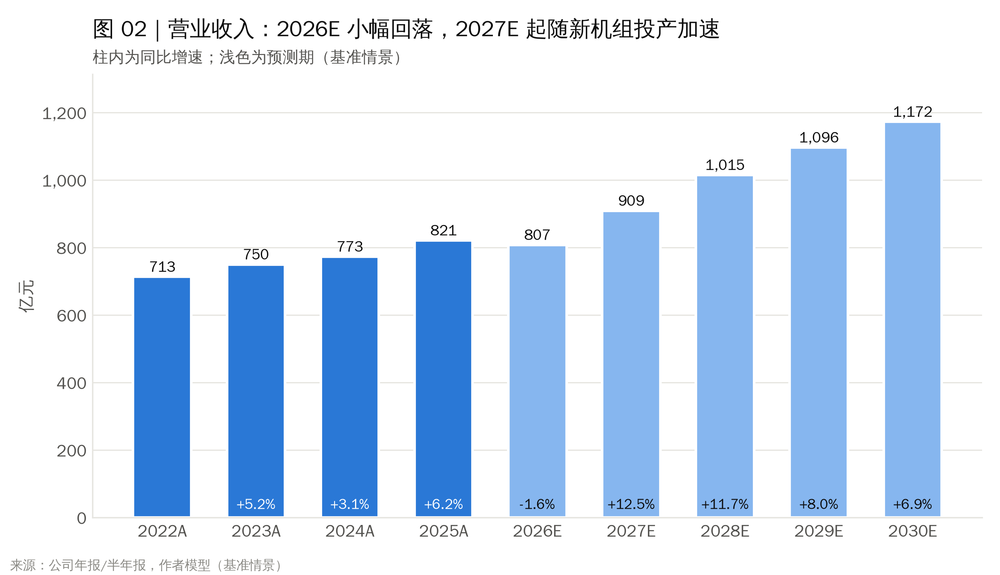 图 02｜营业收入：2026E 小幅回落，2027E 起随新机组投产加速
柱内为同比增速；浅色为预测期（基准情景）
亿元
1,200
1,000
800
600
400
200
0
713
750
773
821
807
909
1,015
1,096
1,172
+5.2%
+3.1%
+6.2%
-1.6%
+12.5%
+11.7%
+8.0%
+6.9%
2022A
2023A
2024A
2025A
2026E
2027E
2028E
2029E
2030E
来源：公司年报/半年报，作者模型（基准情景）